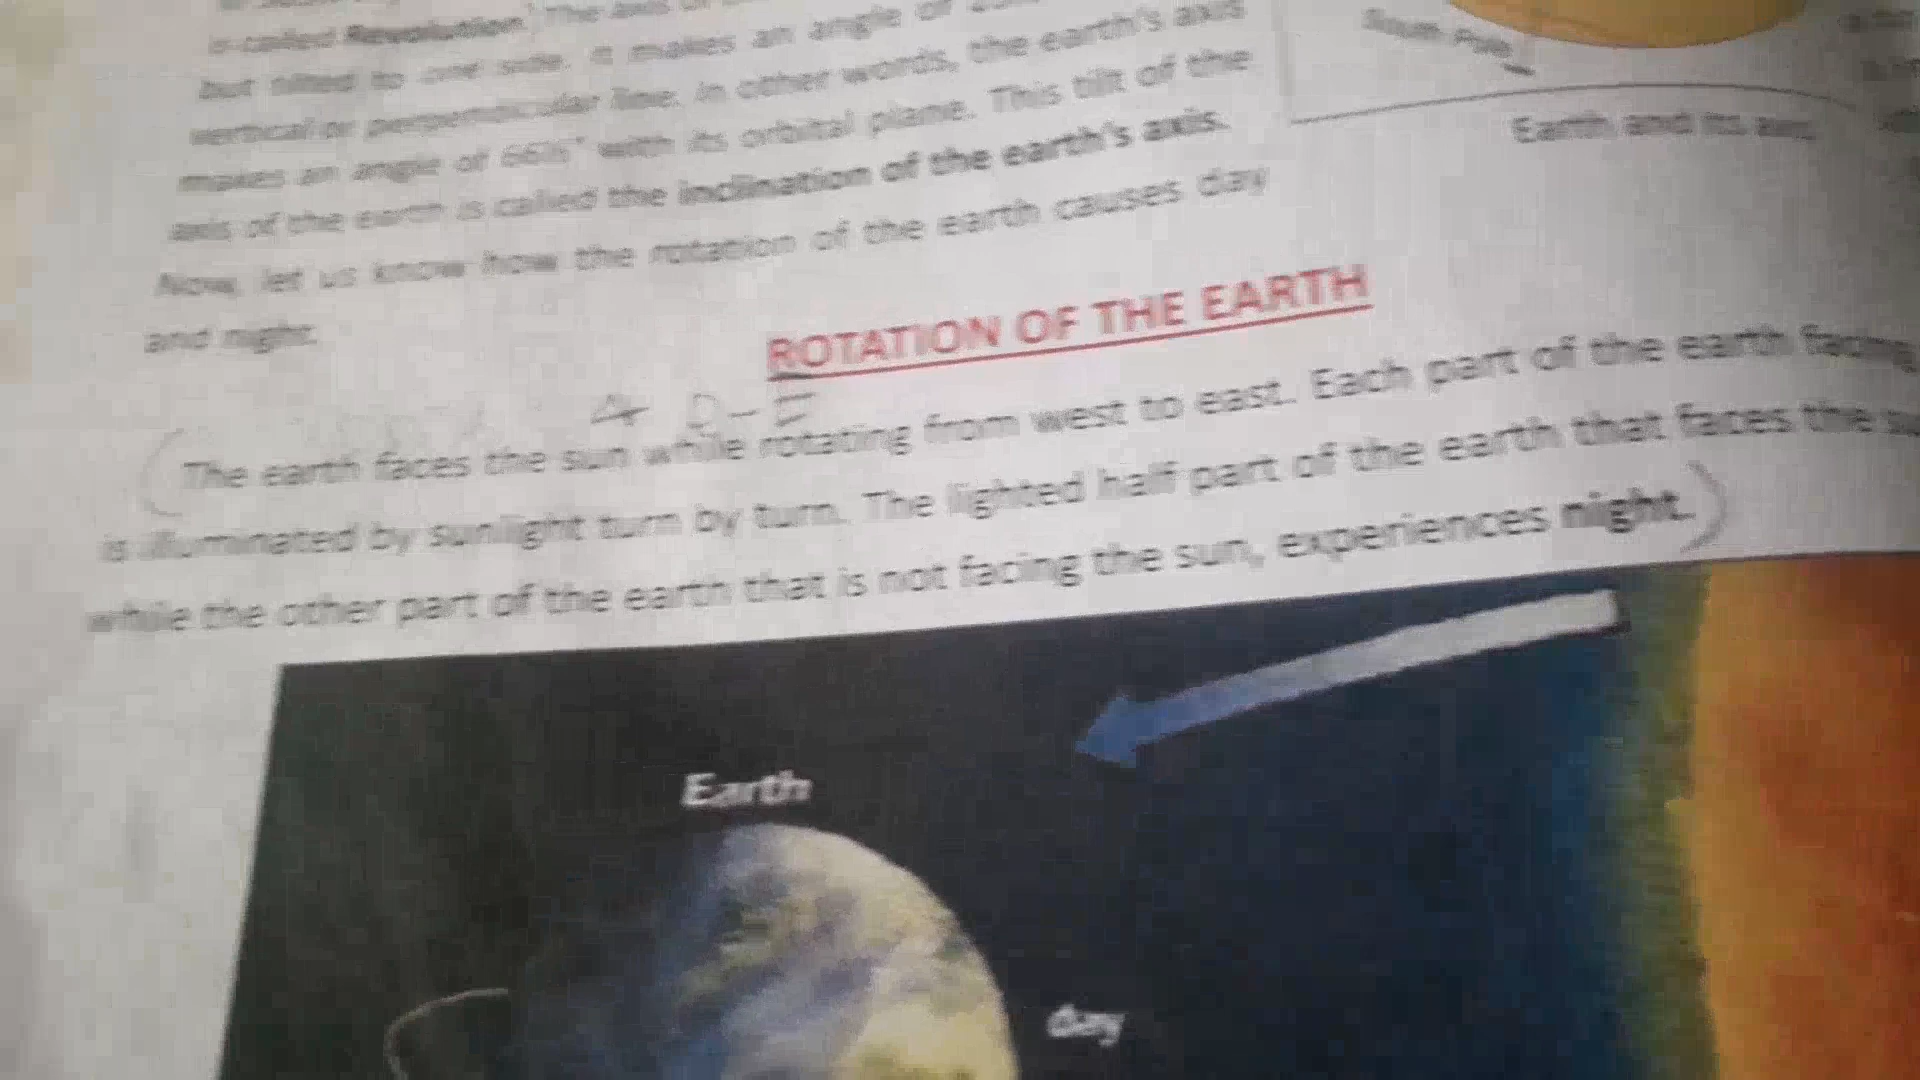 is called Revolution. The axis of
but tilted to one side. It makes an angle of
vertical or perpendicular line. In other words, the earth's axis
makes an angle of 66½° with its orbital plane. This tilt of the
axis of the earth is called the inclination of the earth's axis.
Now, let us know how the rotation of the earth causes day
and night.
South Pole
Earth and its axis
ROTATION OF THE EARTH
The earth faces the sun while rotating from west to east. Each part of the earth facing
is illuminated by sunlight turn by turn. The lighted half part of the earth that faces the
while the other part of the earth that is not facing the sun, experiences night.
Earth
day